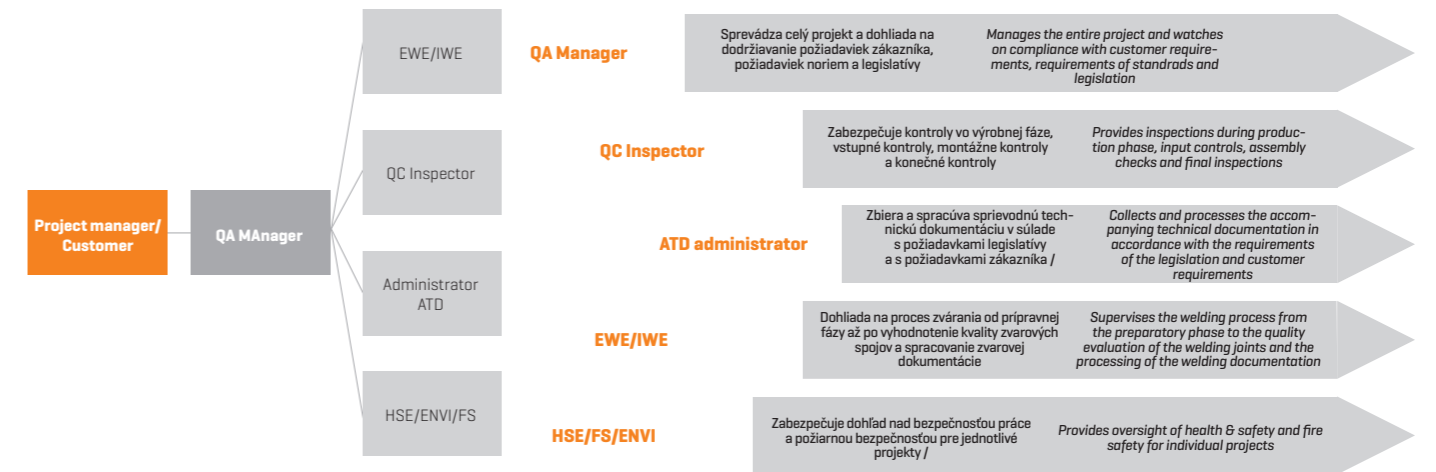 Project manager/
Customer
QA MAnager
EWE/IWE
QC Inspector
Administrator
ATD
HSE/ENVI/FS
QA Manager
Sprevádza celý projekt a dohliada na
dodržiavanie požiadaviek zákazníka,
požiadaviek noriem a legislatívy
Manages the entire project and watches
on compliance with customer require-
ments, requirements of standrads and
legislation
QC Inspector
Zabezpečuje kontroly vo výrobnej fáze,
vstupné kontroly, montážne kontroly
a konečné kontroly
Provides inspections during produc-
tion phase, input controls, assembly
checks and final inspections
ATD administrator
Zbiera a spracúva sprievodnú tech-
nickú dokumentáciu v súlade
s požiadavkami legislatívy
a s požiadavkami zákazníka /
Collects and processes the accom-
panying technical documentation in
accordance with the requirements
of the legislation and customer
requirements
EWE/IWE
Dohliada na proces zvárania od prípravnej
fázy až po vyhodnotenie kvality zvarových
spojov a spracovanie zvarovej
dokumentácie
Supervises the welding process from
the preparatory phase to the quality
evaluation of the welding joints and the
processing of the welding documentation
HSE/FS/ENVI
Zabezpečuje dohľad nad bezpečnosťou práce
a požiarnou bezpečnosťou pre jednotlivé
projekty /
Provides oversight of health & safety and fire
safety for individual projects